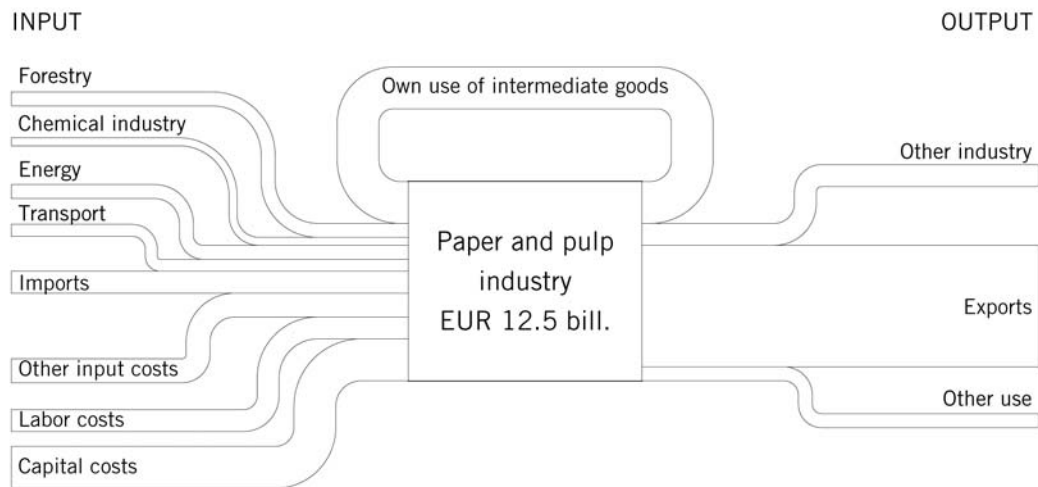 INPUT
OUTPUT
Forestry
Own use of intermediate goods
Chemical industry
Other industry
Energy
Transport
Paper and pulp
industry
EUR 12.5 bill.
Imports
Exports
Other input costs
Other use
Labor costs
Capital costs